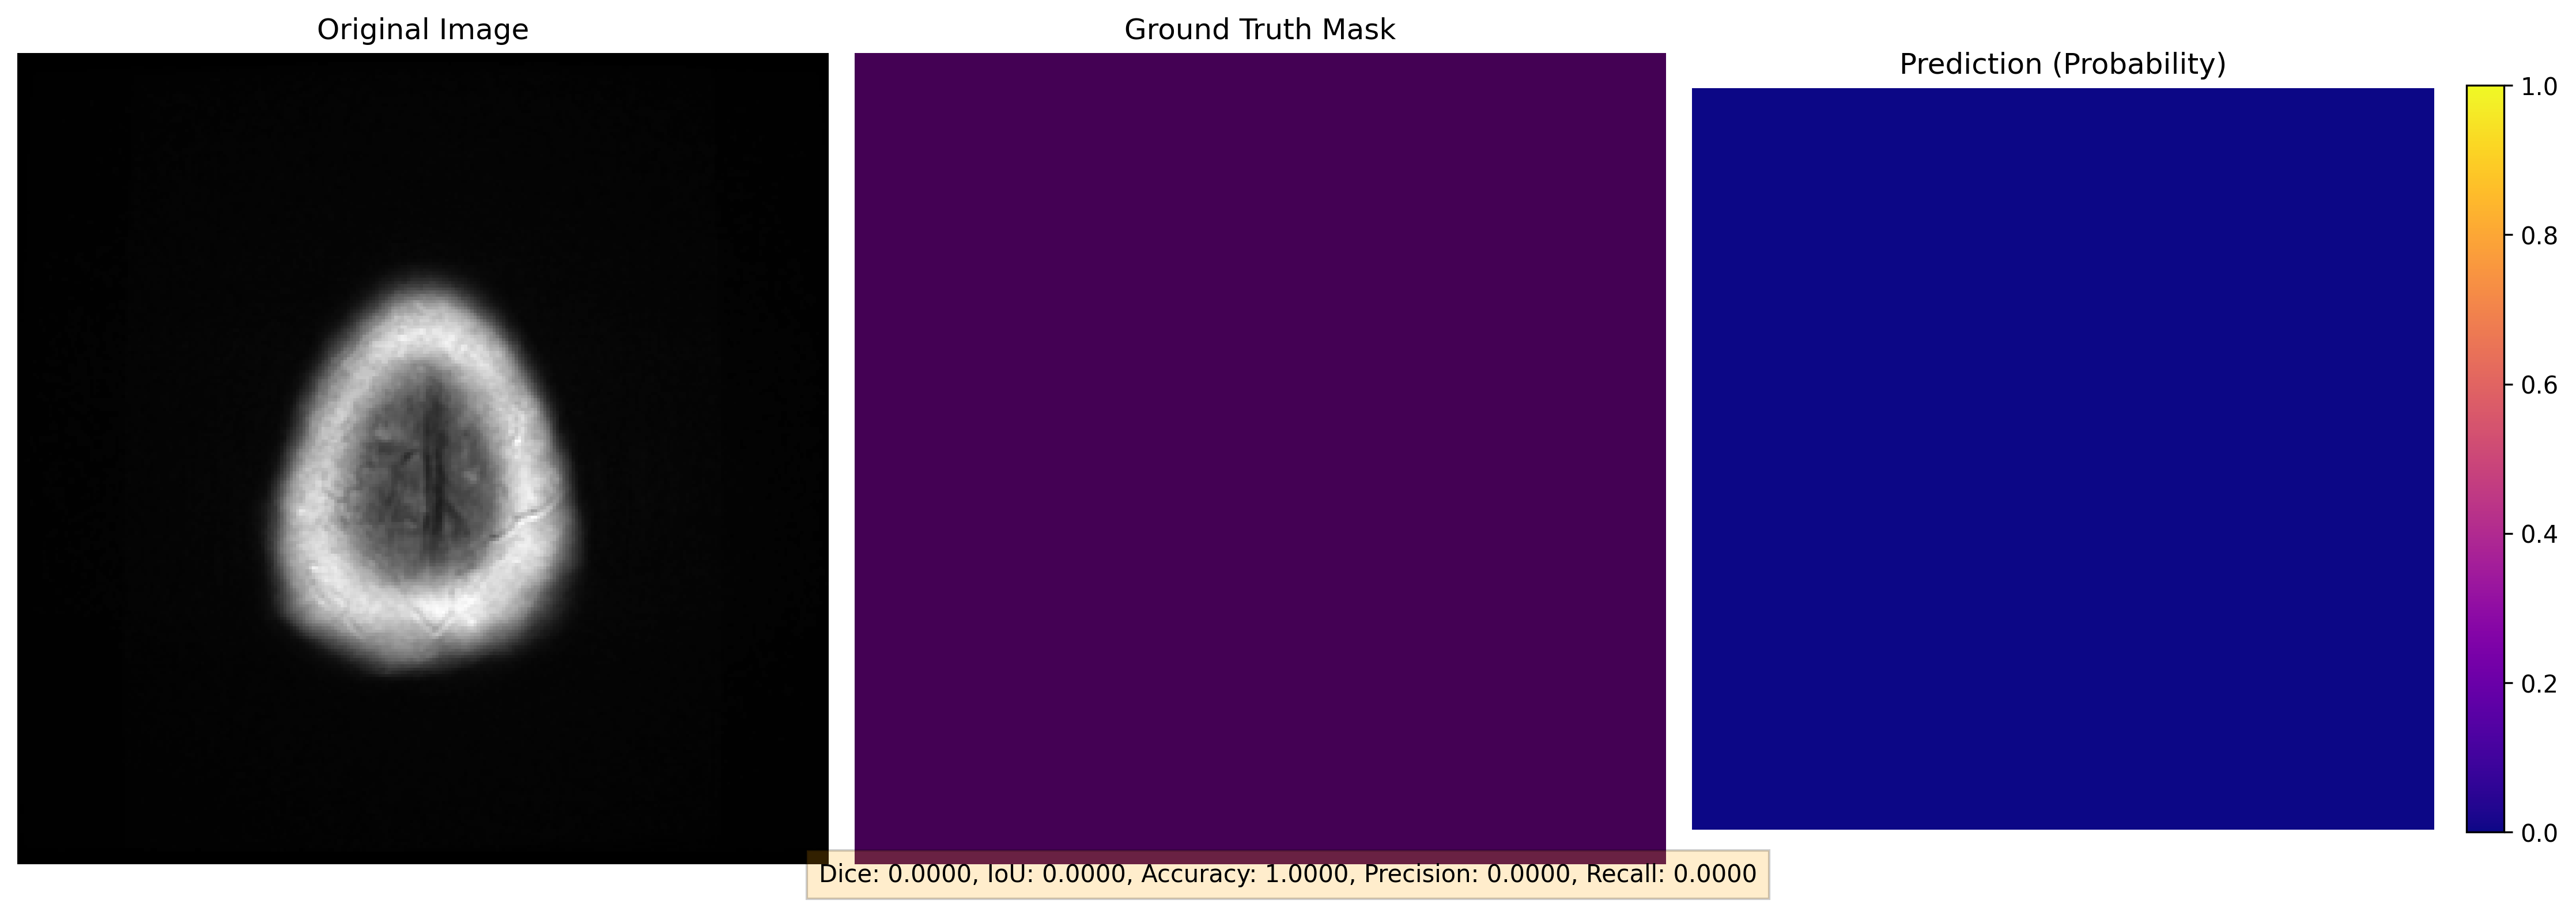 Original Image
Ground Truth Mask
Prediction (Probability)
1.0
0.8
0.6
0.4
0.2
0.0
Dice: 0.0000, IoU: 0.0000, Accuracy: 1.0000, Precision: 0.0000, Recall: 0.0000